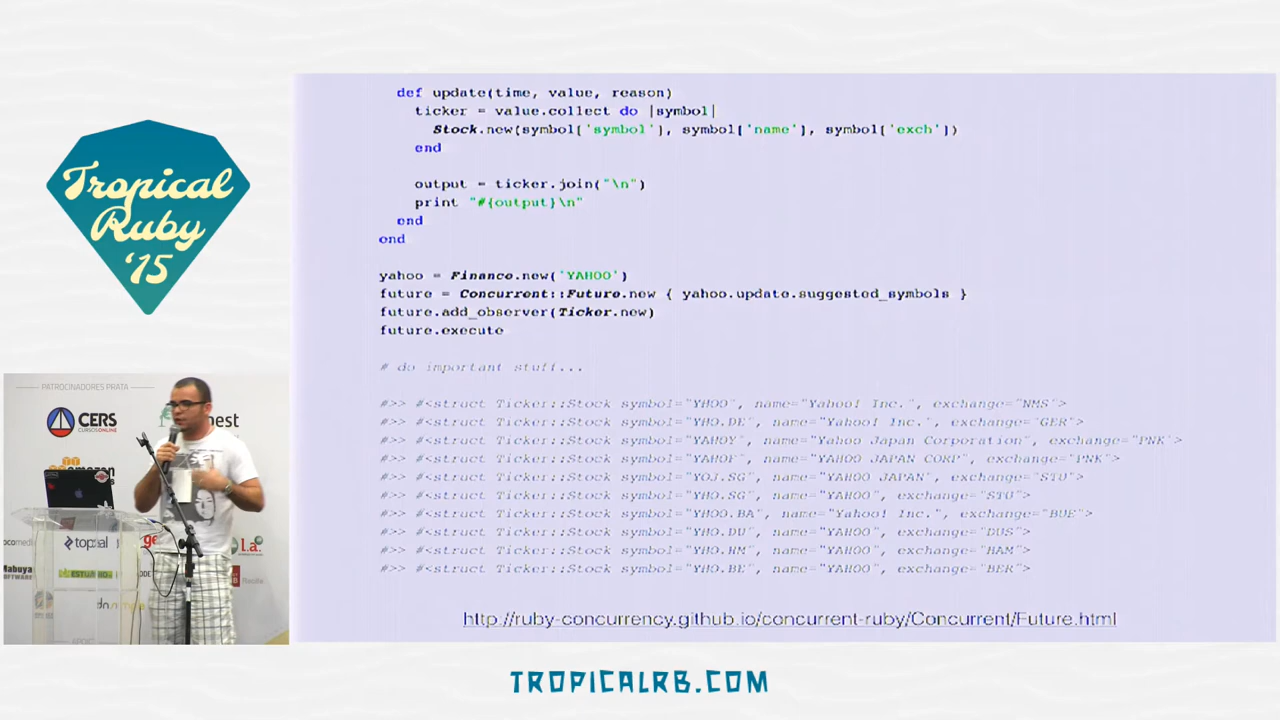 Tropical
Ruby
'15
def update(time, value, reason)
ticker = value.collect do |symbol|
Stock.new(symbol['symbol'], symbol['name'], symbol['exch'])
end
output = ticker.join("\n")
print "#{output}\n"
end
end
yahoo = Finance.new('YAHOO')
future = Concurrent::Future.new { yahoo.update.suggested_symbols }
future.add_observer(Ticker.new)
future.execute
# do important stuff...
#>> #<struct Ticker::Stock symbol="YHOO", name="Yahoo! Inc.", exchange="NMS">
#>> #<struct Ticker::Stock symbol="YHO.DE", name="Yahoo! Inc.", exchange="GER">
#>> #<struct Ticker::Stock symbol="YAHOY", name="Yahoo Japan Corporation", exchange="PNK">
#>> #<struct Ticker::Stock symbol="YAHOF", name="YAHOO JAPAN CORP", exchange="PNK">
#>> #<struct Ticker::Stock symbol="YOJ.SG", name="YAHOO JAPAN", exchange="STU">
#>> #<struct Ticker::Stock symbol="YHO.SG", name="YAHOO", exchange="STU">
#>> #<struct Ticker::Stock symbol="YHOO.BA", name="Yahoo! Inc.", exchange="BUE">
#>> #<struct Ticker::Stock symbol="YHO.DU", name="YAHOO", exchange="DUS">
#>> #<struct Ticker::Stock symbol="YHO.HM", name="YAHOO", exchange="HAM">
#>> #<struct Ticker::Stock symbol="YHO.BE", name="YAHOO", exchange="BER">
http://ruby-concurrency.github.io/concurrent-ruby/Concurrent/Future.html
PATROCINADORES PRATA
CERS
CURSOS ONLINE
amazon
toptal
l.a.
TROPICALRB.COM